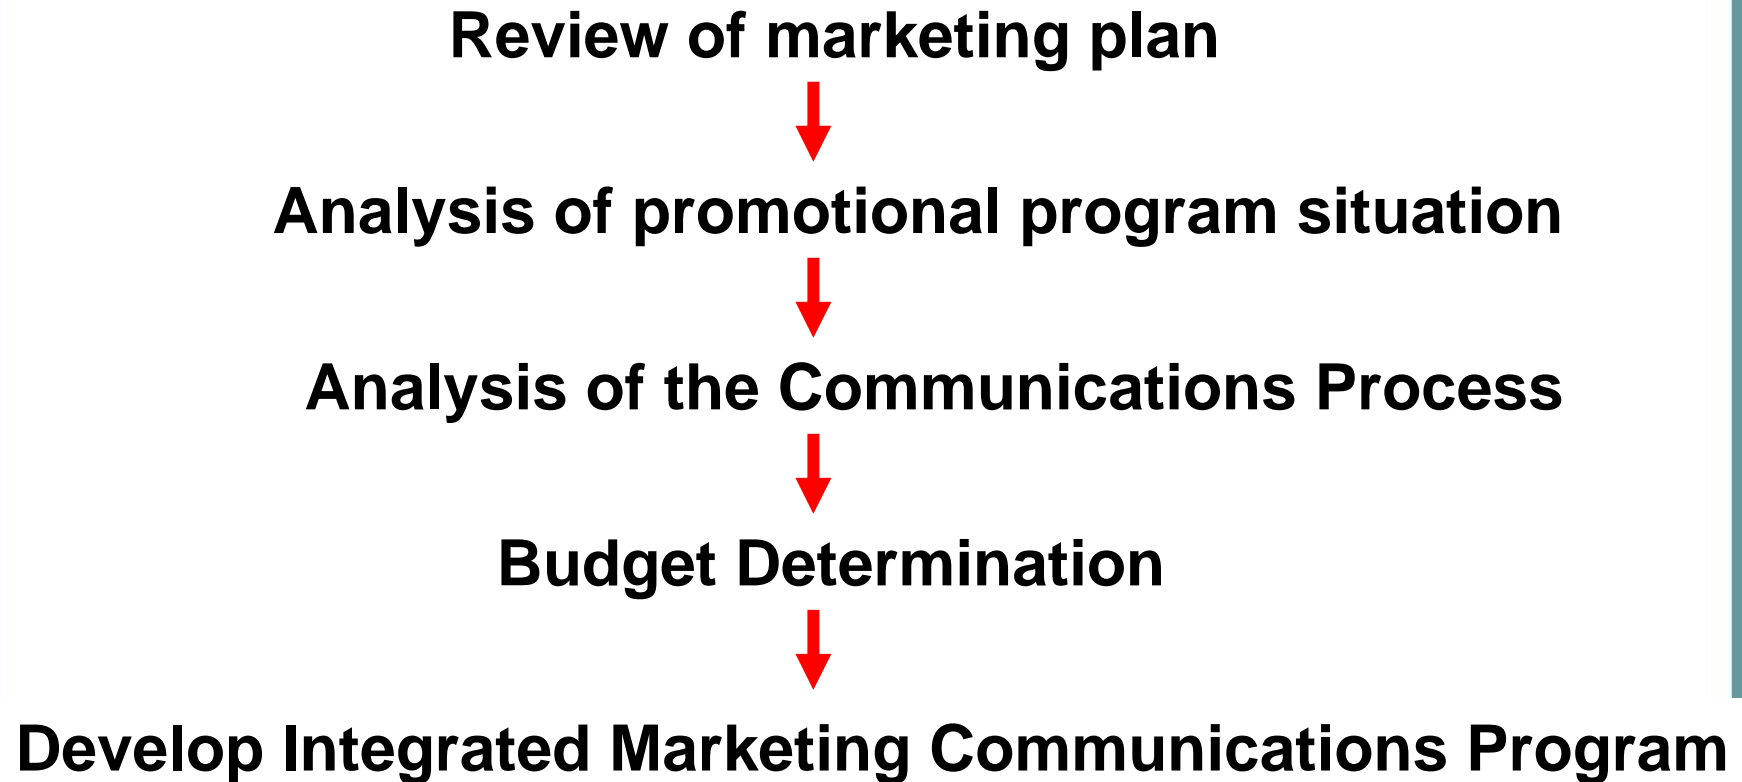 Review of marketing plan
Analysis of promotional program situation
Analysis of the Communications Process
Budget Determination
Develop Integrated Marketing Communications Program